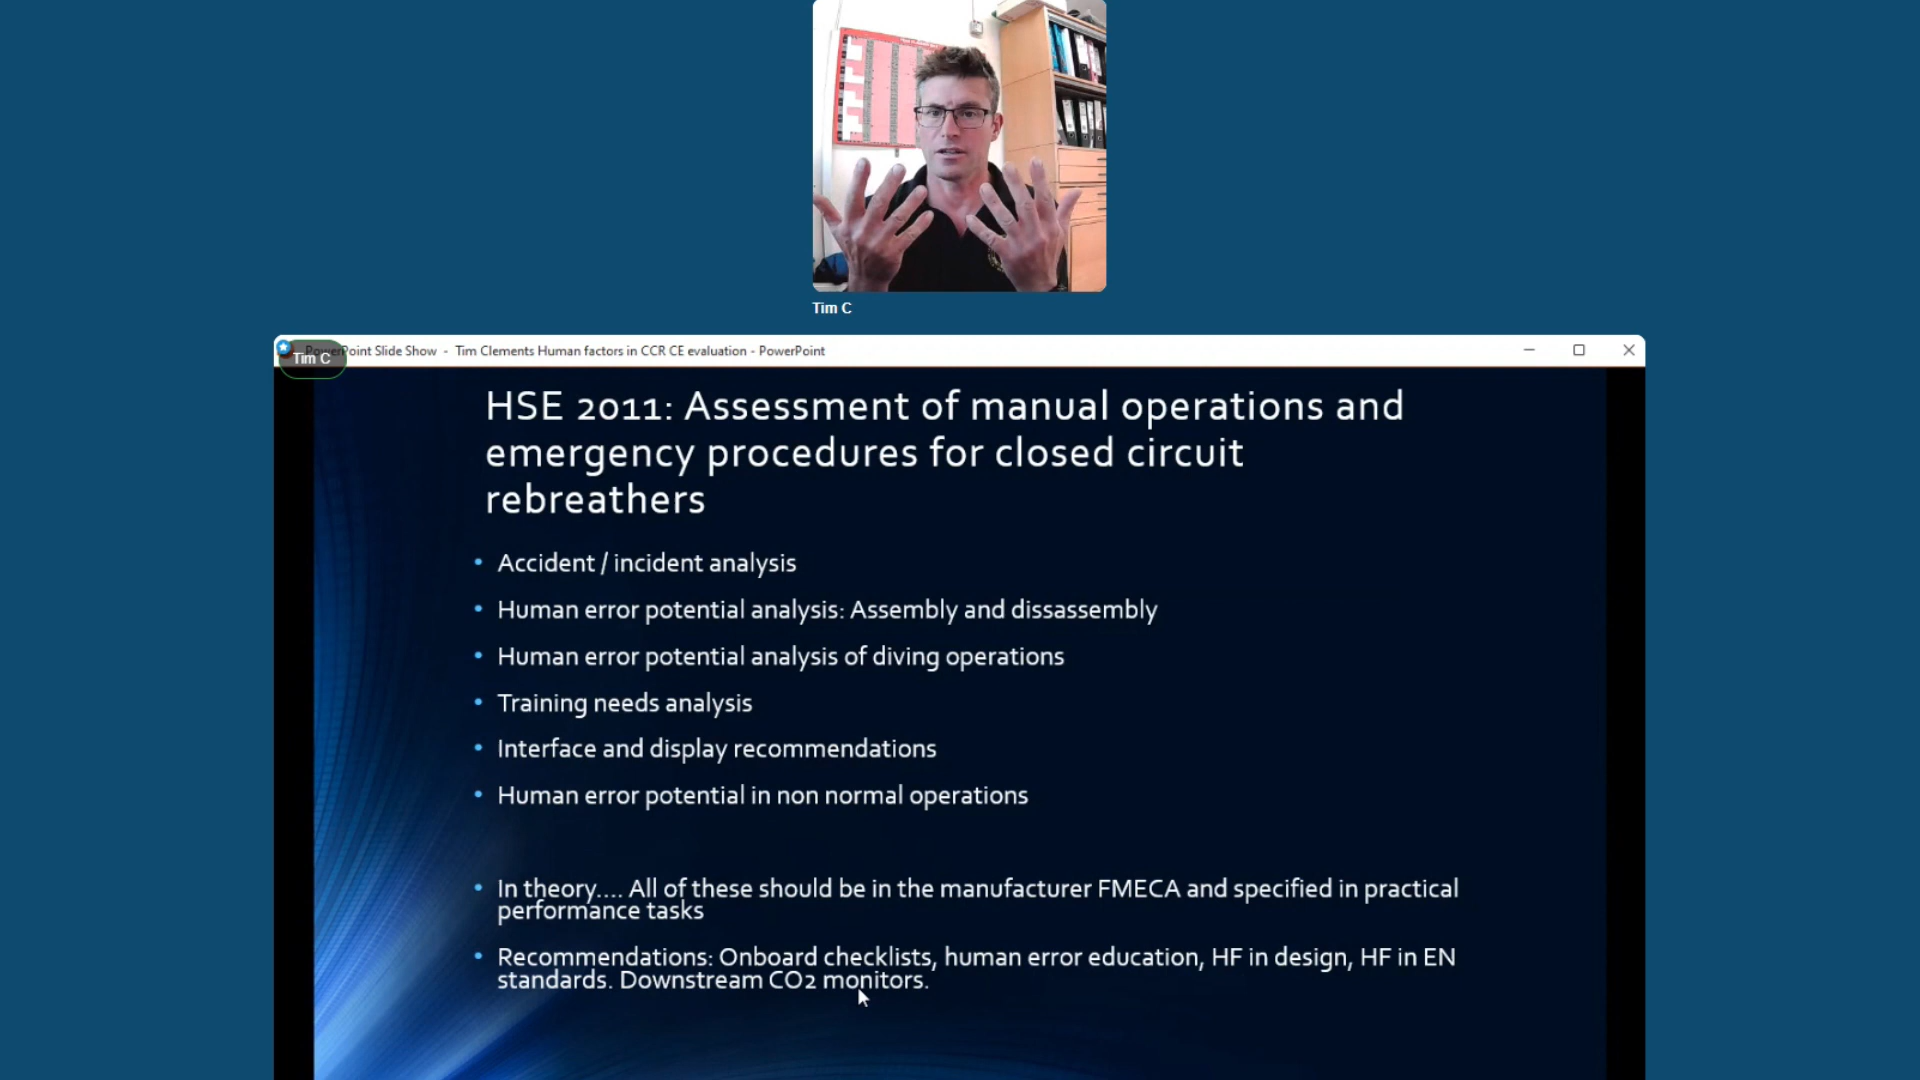 Tim C
PowerPoint Slide Show - Tim Clements Human factors in CCR CE evaluation - PowerPoint
Tim C
HSE 2011: Assessment of manual operations and
emergency procedures for closed circuit
rebreathers
• Accident / incident analysis
• Human error potential analysis: Assembly and dissassembly
• Human error potential analysis of diving operations
• Training needs analysis
• Interface and display recommendations
• Human error potential in non normal operations
• In theory.... All of these should be in the manufacturer FMECA and specified in practical
performance tasks
• Recommendations: Onboard checklists, human error education, HF in design, HF in EN
standards. Downstream CO2 monitors.